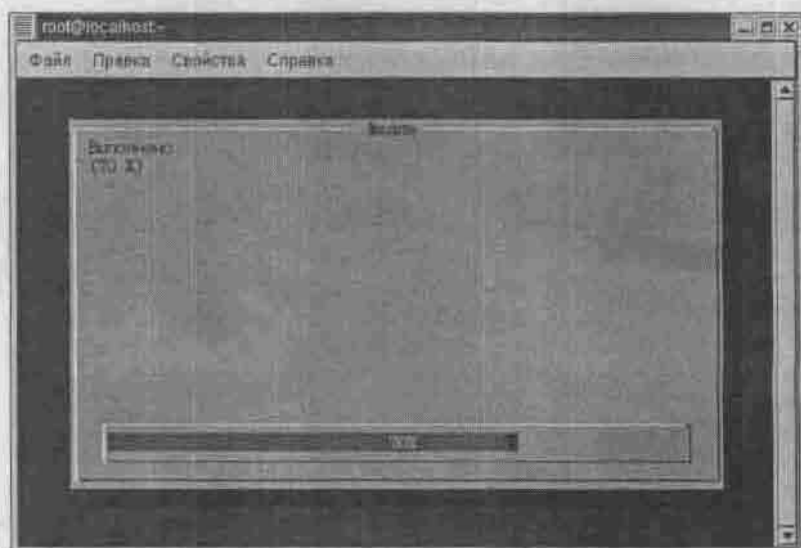 root@localhost:~
Файл Правка Свойства Справка
Выполнено
(70 %)
70%